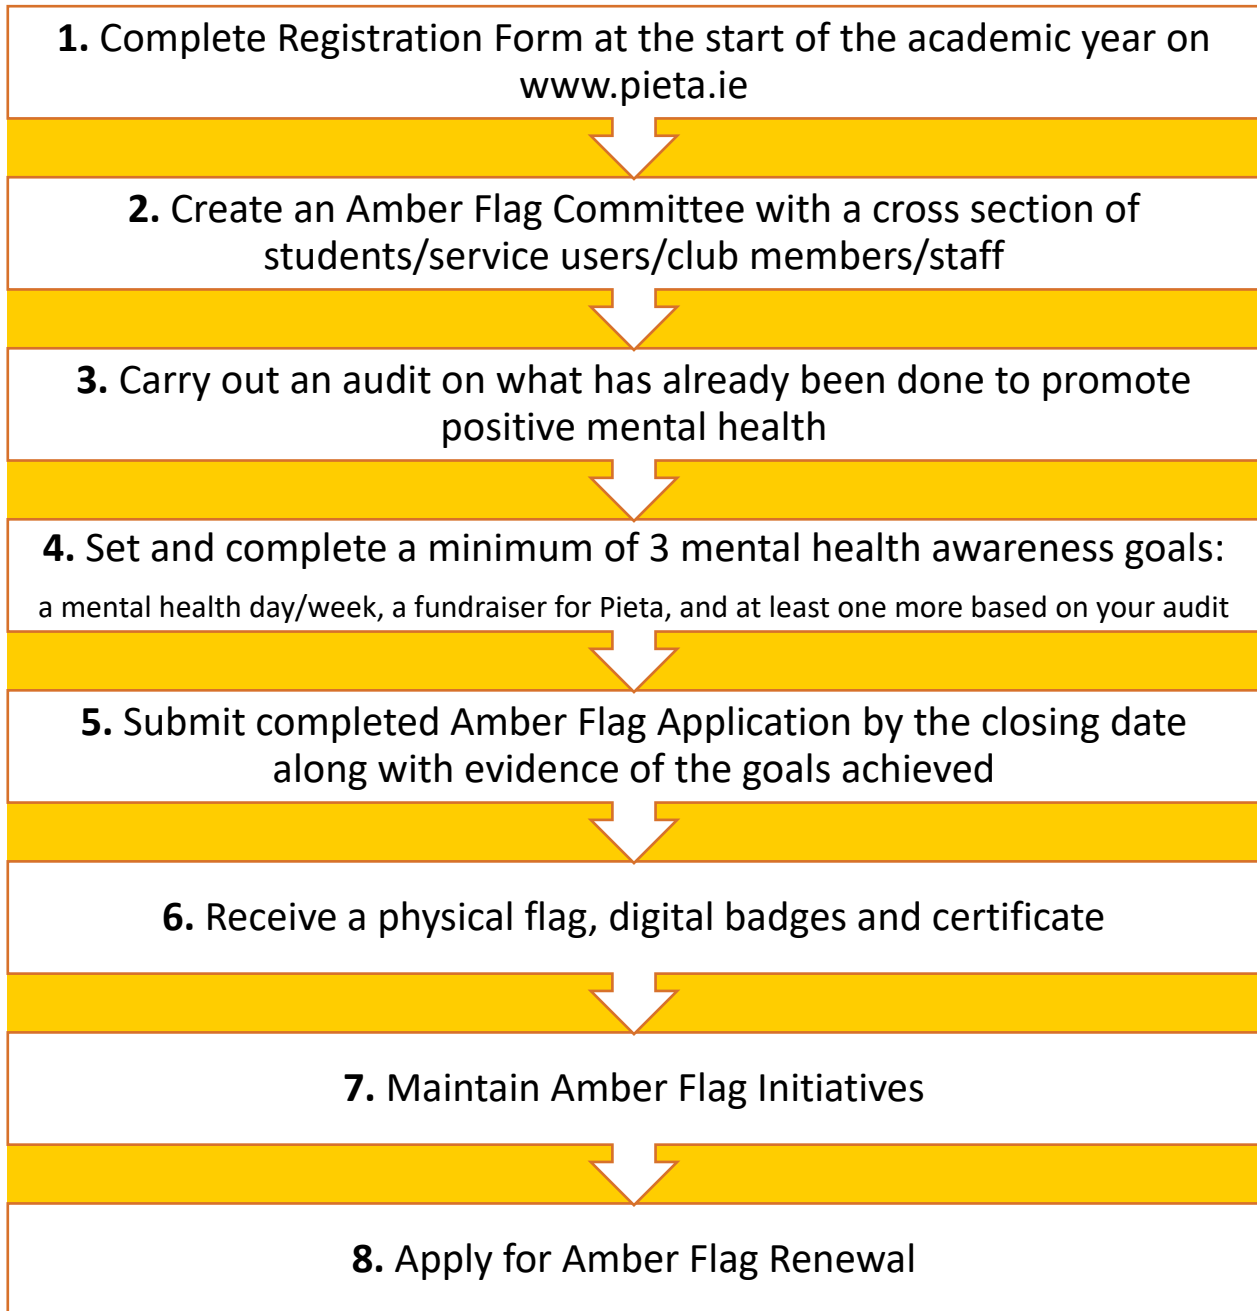 1. Complete Registration Form at the start of the academic year on
www.pieta.ie
2. Create an Amber Flag Committee with a cross section of
students/service users/club members/staff
3. Carry out an audit on what has already been done to promote
positive mental health
4. Set and complete a minimum of 3 mental health awareness goals:
a mental health day/week, a fundraiser for Pieta, and at least one more based on your audit
5. Submit completed Amber Flag Application by the closing date
along with evidence of the goals achieved
6. Receive a physical flag, digital badges and certificate
7. Maintain Amber Flag Initiatives
8. Apply for Amber Flag Renewal